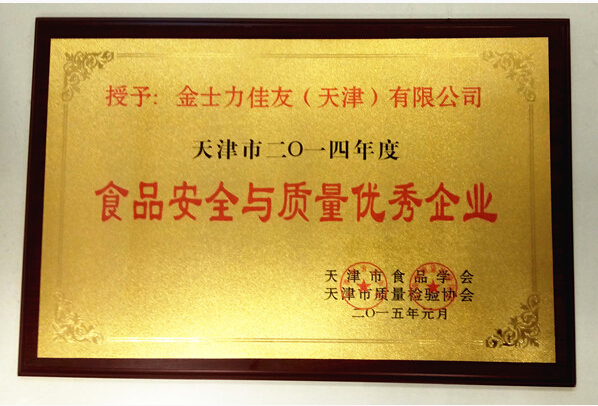 授予：金士力佳友（天津）有限公司
天津市二〇一四年度
食品安全与质量优秀企业
天津市食品学会
天津市质量检验协会
二〇一五年元月